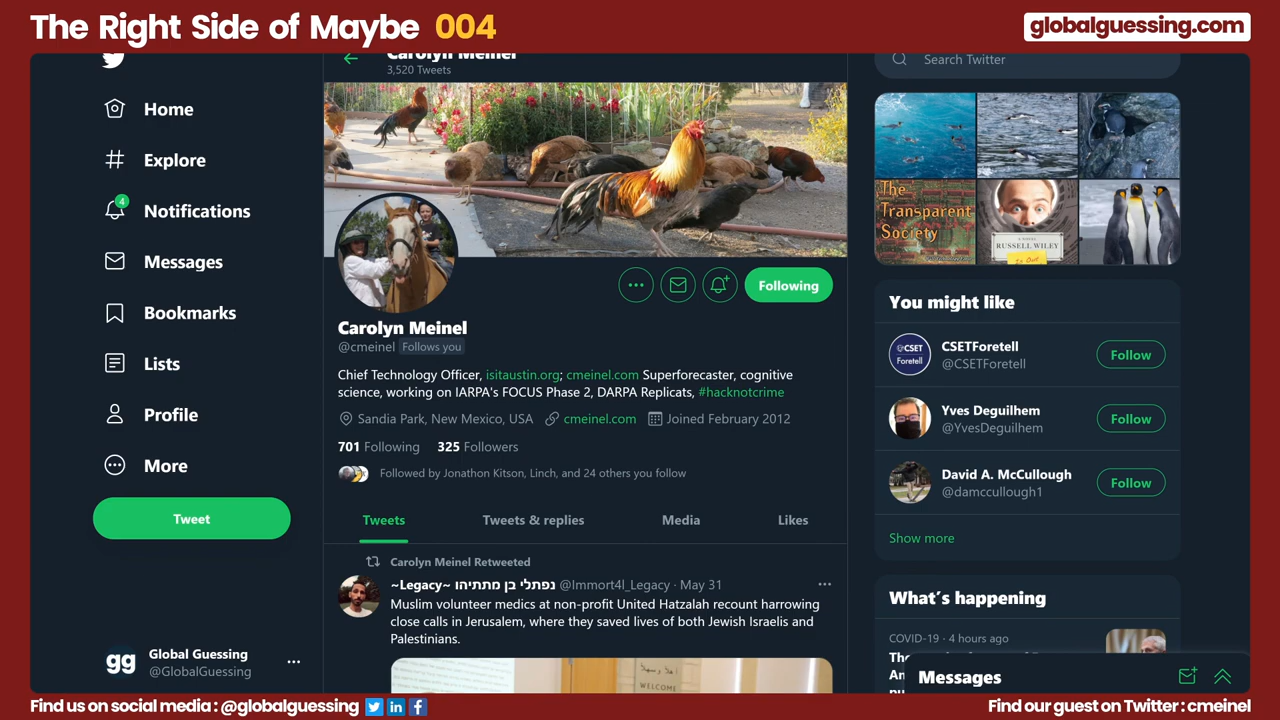 The Right Side of Maybe 004
globalguessing.com
Home
Explore
4
Notifications
Messages
Bookmarks
Lists
Profile
More
Tweet
gg
Global Guessing
@GlobalGuessing
Carolyn Meinel
3,520 Tweets
Following
Carolyn Meinel
@cmeinel Follows you
Chief Technology Officer, isitaustin.org; cmeinel.com Superforecaster, cognitive
science, working on IARPA's FOCUS Phase 2, DARPA Replicats, #hacknotcrime
Sandia Park, New Mexico, USA cmeinel.com Joined February 2012
701 Following 325 Followers
Followed by Jonathon Kitson, Linch, and 24 others you follow
Tweets Tweets & replies Media Likes
Carolyn Meinel Retweeted
~Legacy~ נפתלי בן מתתיהו @Immort4l_Legacy · May 31
Muslim volunteer medics at non-profit United Hatzalah recount harrowing
close calls in Jerusalem, where they saved lives of both Jewish Israelis and
Palestinians.
WELCOME
Search Twitter
The
Transparent
Society
A NOVEL
RUSSELL WILEY
You might like
@CSET
Foretell
CSETForetell
@CSETForetell
Follow
Yves Deguilhem
@YvesDeguilhem
Follow
David A. McCullough
@damccullough1
Follow
Show more
What's happening
COVID-19 · 4 hours ago
Messages
Find us on social media : @globalguessing
Find our guest on Twitter : cmeinel